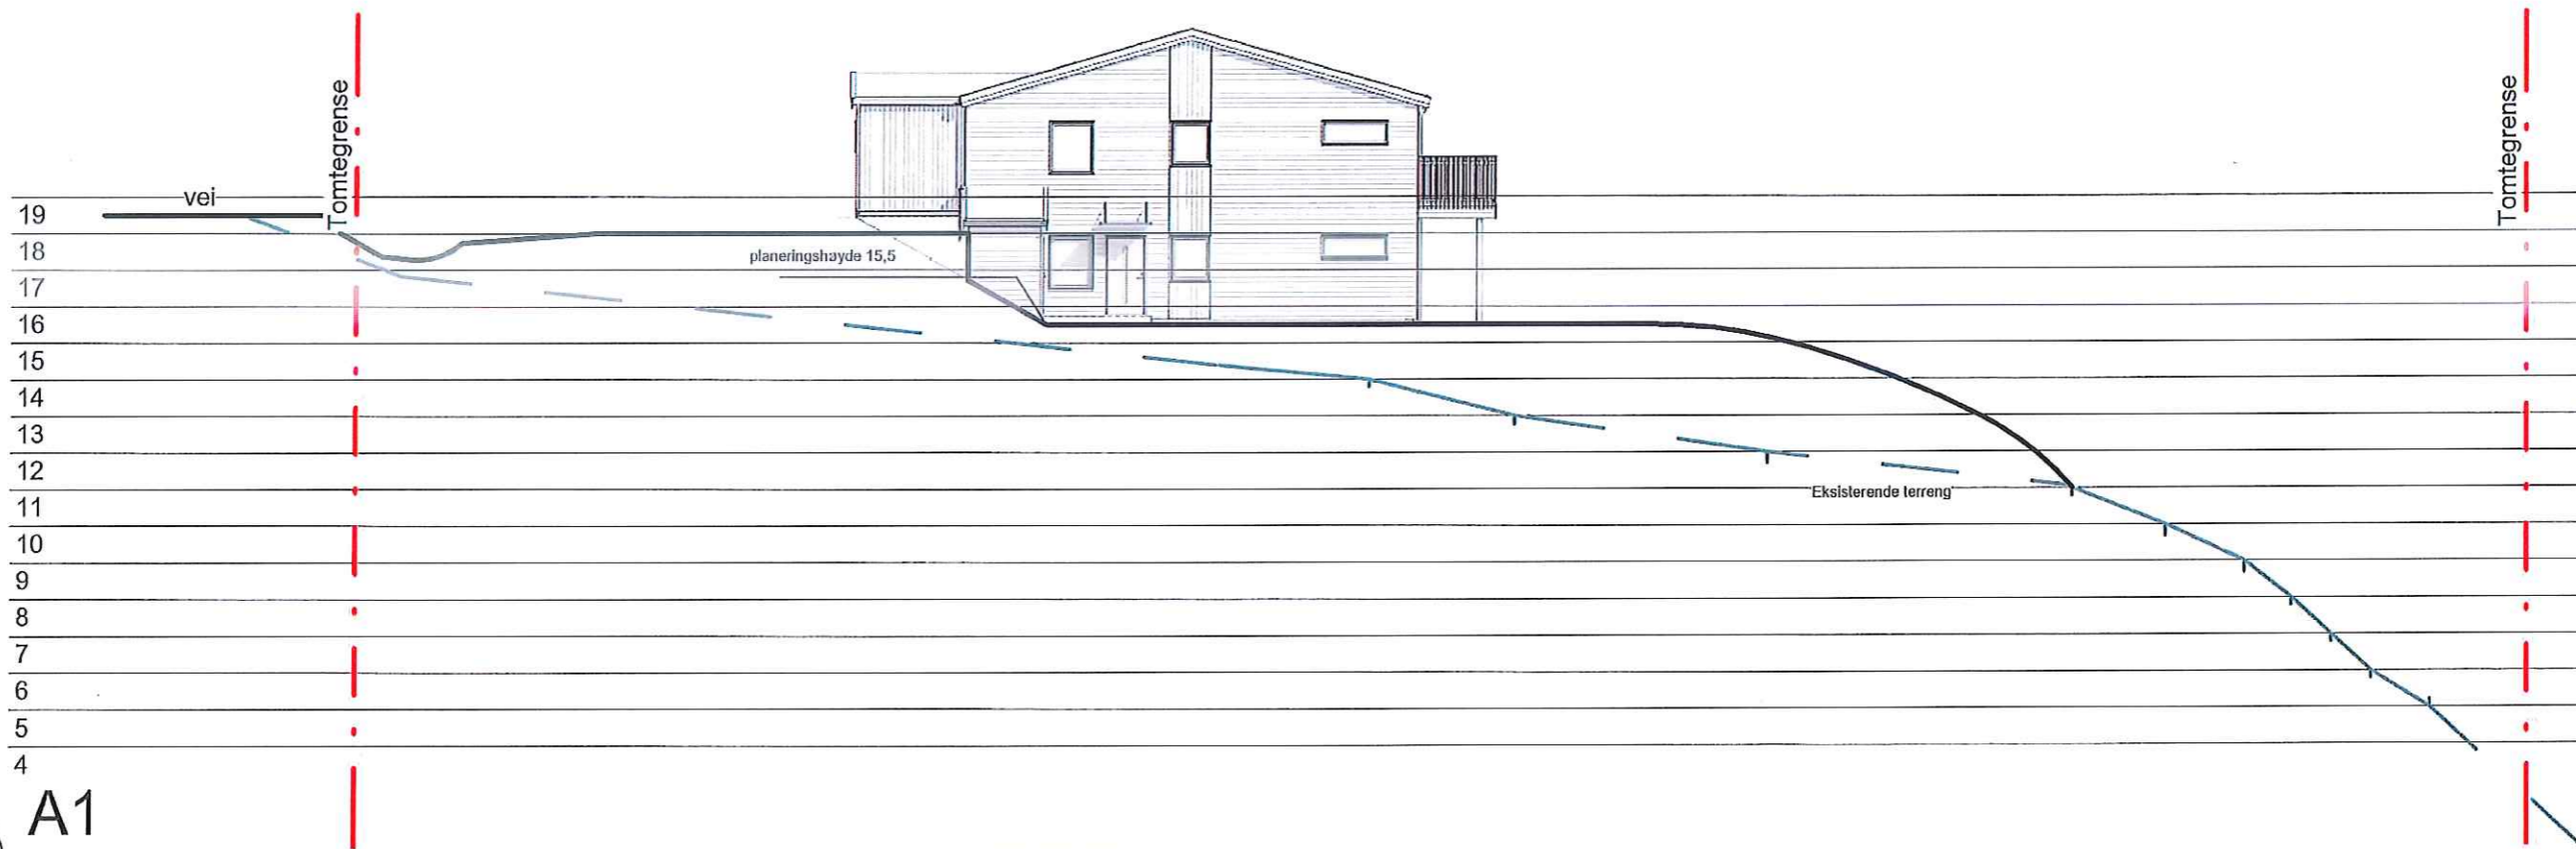 Tomtegrense
Tomtegrense
vei
19
18
planeringshøyde 15,5
17
16
15
14
13
12
Eksisterende terreng
11
10
9
8
7
6
5
4
A1